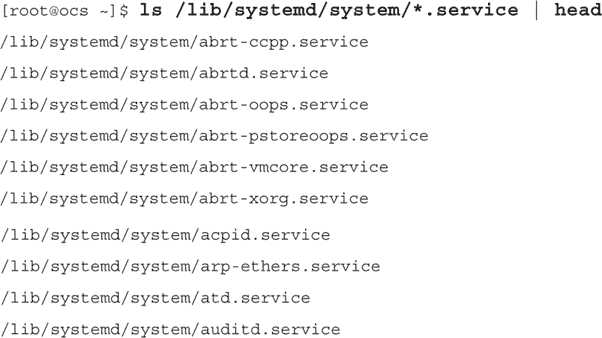 [root@ocs ~]$ ls /lib/systemd/system/*.service | head
/lib/systemd/system/abrt-ccpp.service
/lib/systemd/system/abrtd.service
/lib/systemd/system/abrt-oops.service
/lib/systemd/system/abrt-pstoreoops.service
/lib/systemd/system/abrt-vmcore.service
/lib/systemd/system/abrt-xorg.service
/lib/systemd/system/acpid.service
/lib/systemd/system/arp-ethers.service
/lib/systemd/system/atd.service
/lib/systemd/system/auditd.service